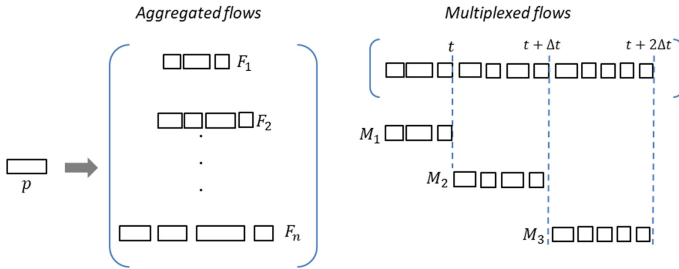 Aggregated flows
Multiplexed flows
t
t + Δt
t + 2Δt
F₁
F₂
M₁
p
M₂
Fₙ
M₃